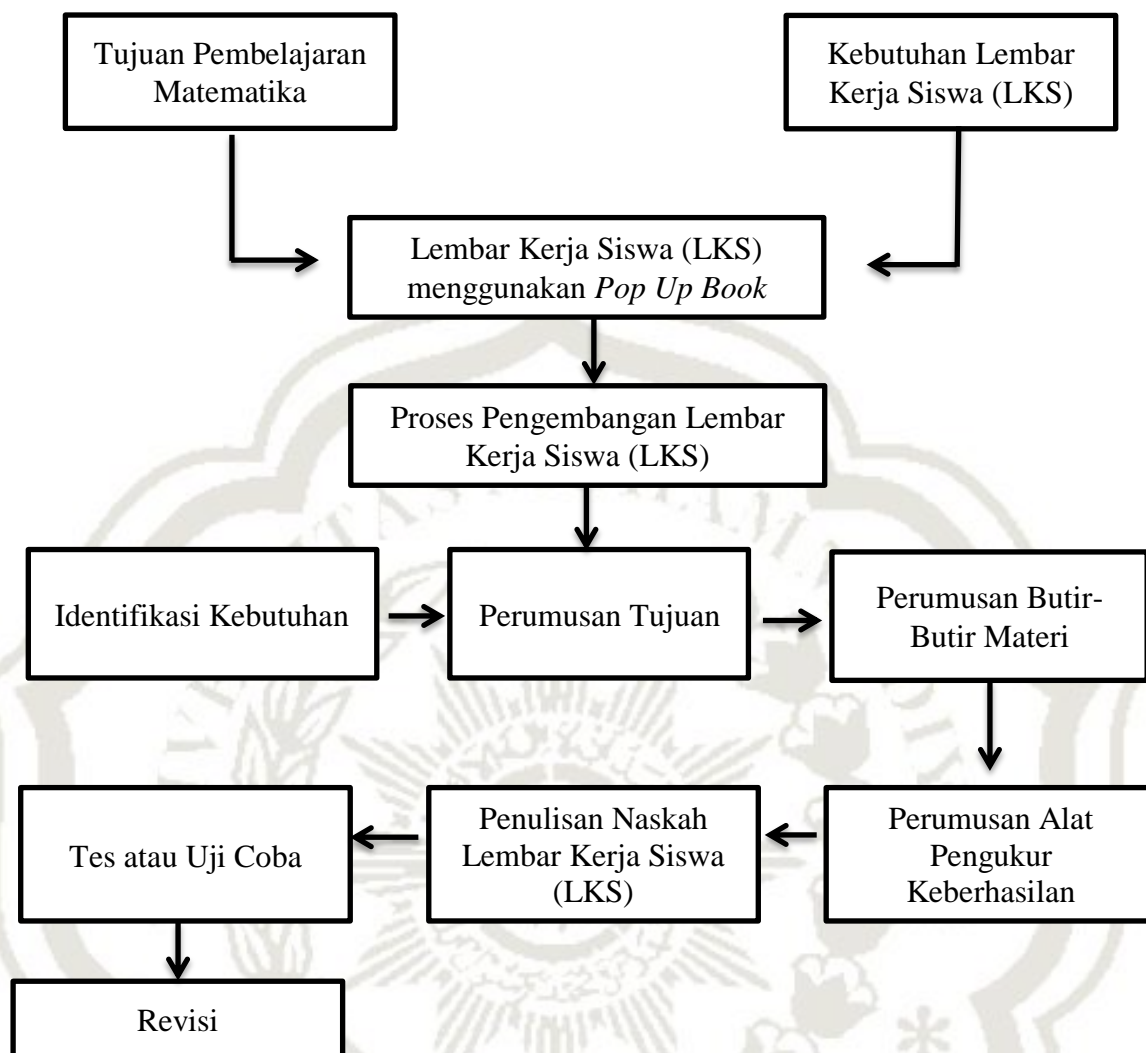 Tujuan Pembelajaran
Matematika
Kebutuhan Lembar
Kerja Siswa (LKS)
Lembar Kerja Siswa (LKS)
menggunakan Pop Up Book
Proses Pengembangan Lembar
Kerja Siswa (LKS)
Identifikasi Kebutuhan
Perumusan Tujuan
Perumusan Butir-
Butir Materi
Tes atau Uji Coba
Penulisan Naskah
Lembar Kerja Siswa
(LKS)
Perumusan Alat
Pengukur
Keberhasilan
Revisi